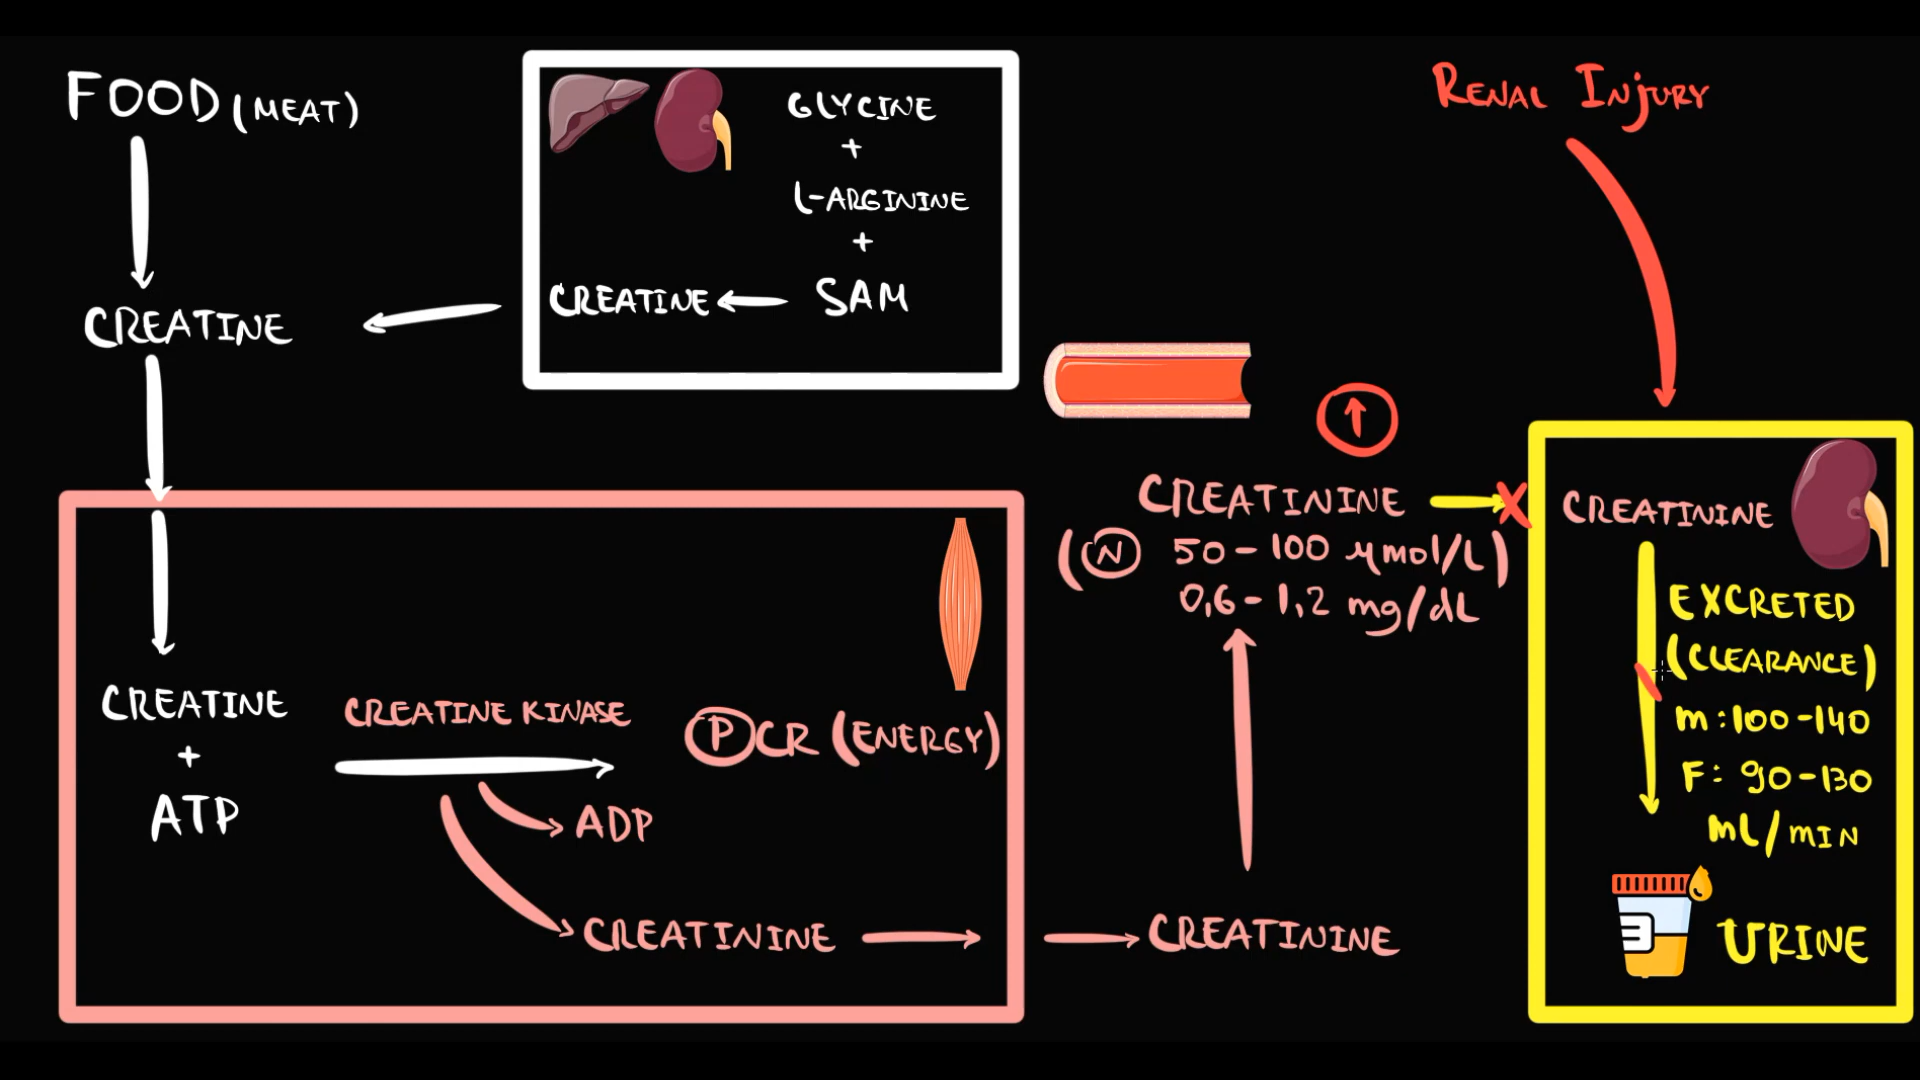 FOOD (MEAT)
CREATINE
GLYCINE
+
L-ARGININE
+
SAM
CREATINE
CREATINE
+
ATP
CREATINE KINASE
PCR (ENERGY)
ADP
CREATININE
CREATININE
CREATININE
(N 50-100 µmol/L)
0,6-1,2 mg/dL
RENAL INJURY
CREATININE
EXCRETED
(CLEARANCE)
M:100-140
F: 90-130
mL/MIN
URINE